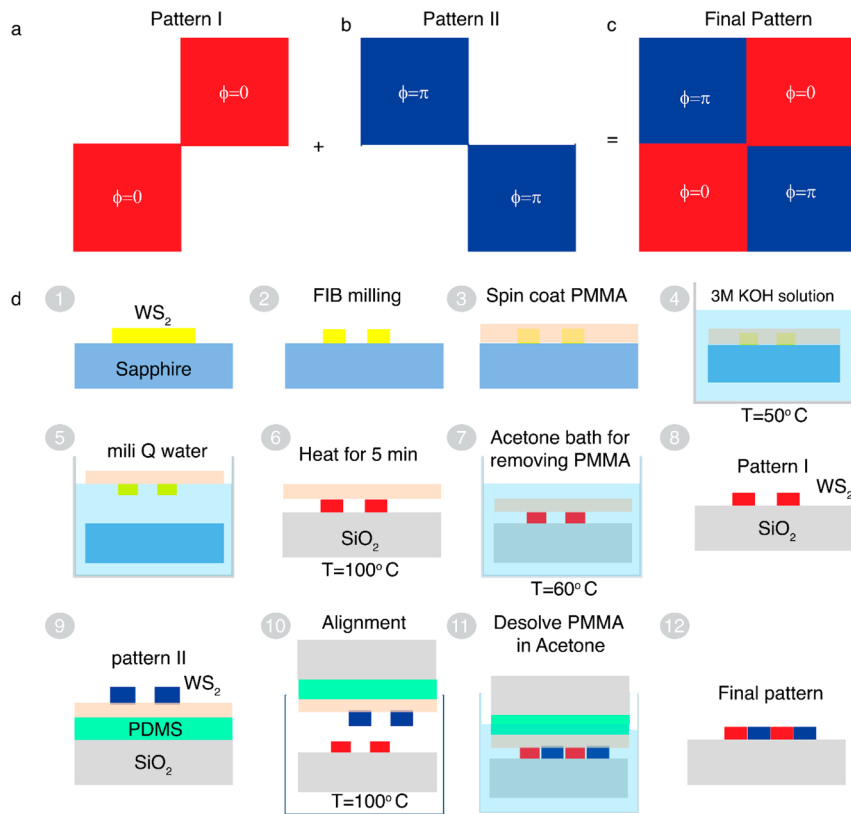 a
Pattern I
b
Pattern II
c
Final Pattern
ϕ=0
ϕ=0
+
ϕ=π
ϕ=π
=
ϕ=π
ϕ=0
ϕ=0
ϕ=π
d
1
WS₂
Sapphire
2
FIB milling
3
Spin coat PMMA
4
3M KOH solution
T=50° C
5
mili Q water
6
Heat for 5 min
SiO₂
T=100° C
7
Acetone bath for
removing PMMA
T=60° C
8
Pattern I
WS₂
SiO₂
9
pattern II
WS₂
PDMS
SiO₂
10
Alignment
T=100° C
11
Desolve PMMA
in Acetone
12
Final pattern